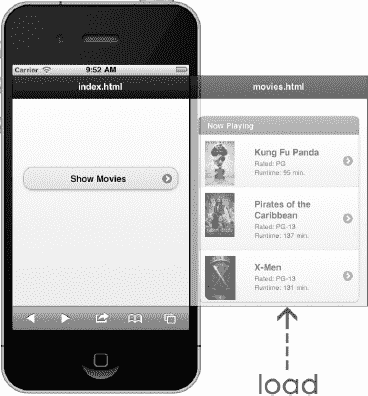 Carrier 9:52 AM
index.html
movies.html
Show Movies
Now Playing
Kung Fu Panda
Rated: PG
Runtime: 95 min.
Pirates of the
Caribbean
Rated: PG-13
Runtime: 137 min.
X-Men
Rated: PG-13
Runtime: 131 min.
load